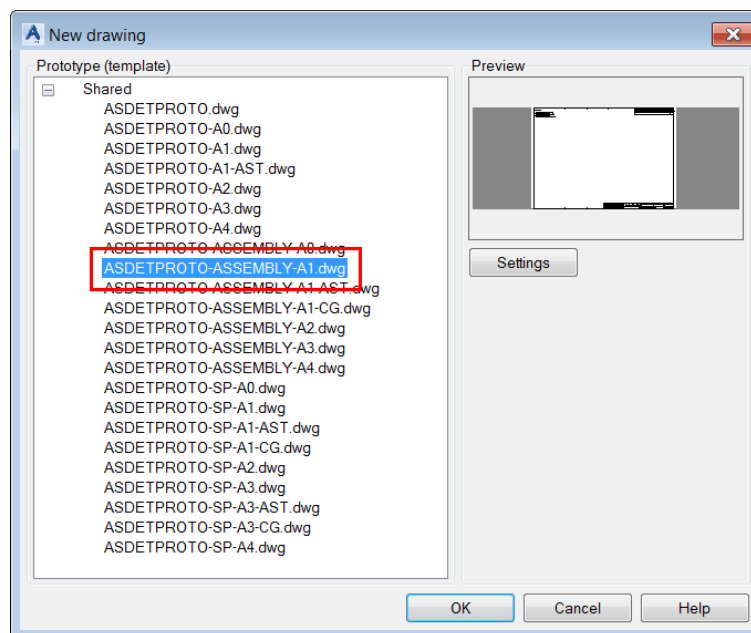 New drawing
Prototype (template)
Shared
ASDETPROTO.dwg
ASDETPROTO-A0.dwg
ASDETPROTO-A1.dwg
ASDETPROTO-A1-AST.dwg
ASDETPROTO-A2.dwg
ASDETPROTO-A3.dwg
ASDETPROTO-A4.dwg
ASDETPROTO-ASSEMBLY-A0.dwg
ASDETPROTO-ASSEMBLY-A1.dwg
ASDETPROTO-ASSEMBLY-A1-AST.dwg
ASDETPROTO-ASSEMBLY-A1-CG.dwg
ASDETPROTO-ASSEMBLY-A2.dwg
ASDETPROTO-ASSEMBLY-A3.dwg
ASDETPROTO-ASSEMBLY-A4.dwg
ASDETPROTO-SP-A0.dwg
ASDETPROTO-SP-A1.dwg
ASDETPROTO-SP-A1-AST.dwg
ASDETPROTO-SP-A1-CG.dwg
ASDETPROTO-SP-A2.dwg
ASDETPROTO-SP-A3.dwg
ASDETPROTO-SP-A3-AST.dwg
ASDETPROTO-SP-A3-CG.dwg
ASDETPROTO-SP-A4.dwg
Preview
Settings
OK Cancel Help